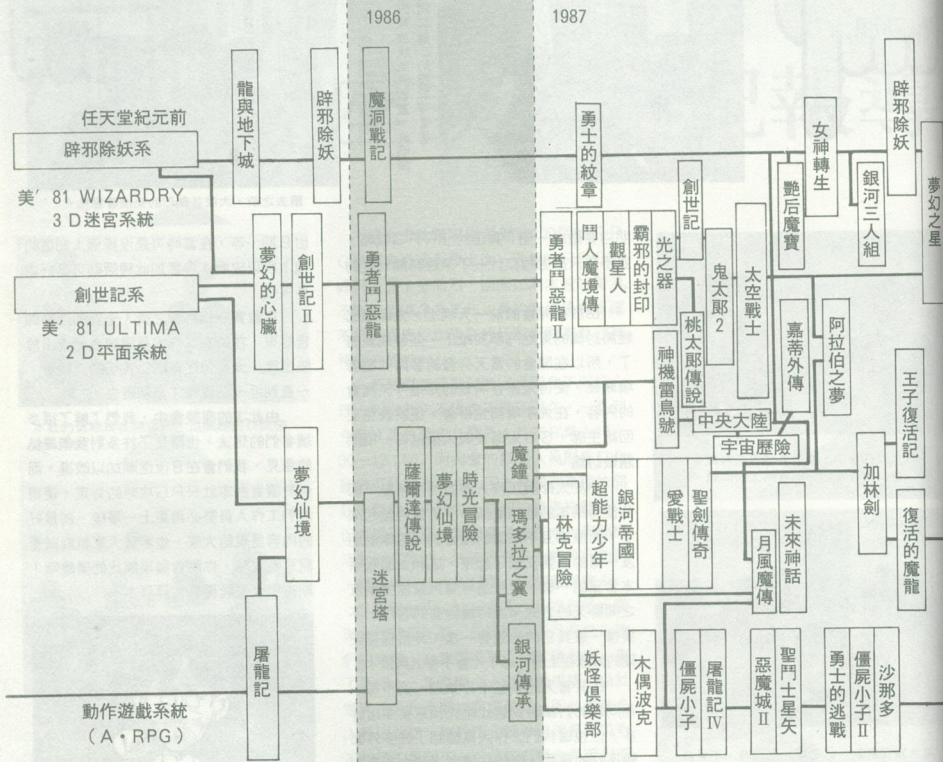 1986
1987
任天堂紀元前
辟邪除妖系
美′81 WIZARDRY
3D迷宮系統
創世記系
美′81 ULTIMA
2D平面系統
動作遊戲系統
(A・RPG)
龍與地下城
辟邪除妖
魔洞戰記
勇士的紋章
女神轉生
艷后魔寶
銀河三人組
辟邪除妖
夢幻之星
夢幻的心臟
創世記II
勇者鬥惡龍
勇者鬥惡龍
鬥人魔境傳
觀星人
霸邪的封印
光之器
創世記
桃太郎傳說
神機雷鳥號
鬼太郎2
太空戰士
中央大陸
宇宙歷險
嘉蒂外傳
阿拉伯之夢
王子復活記
夢幻仙境
迷宮塔
薩爾達傳說
夢幻仙境
時光冒險
魔鐘
瑪多拉之翼
銀河傳承
林克冒險
超能力少年
銀河帝國
愛戰士
聖劍傳奇
月風魔傳
未來神話
加林劍
復活的魔龍
屠龍記
妖怪倶樂部
木偶波克
僵屍小子
屠龍記IV
惡魔城II
聖鬥士星矢
勇士的逃戰
僵屍小子II
沙那多